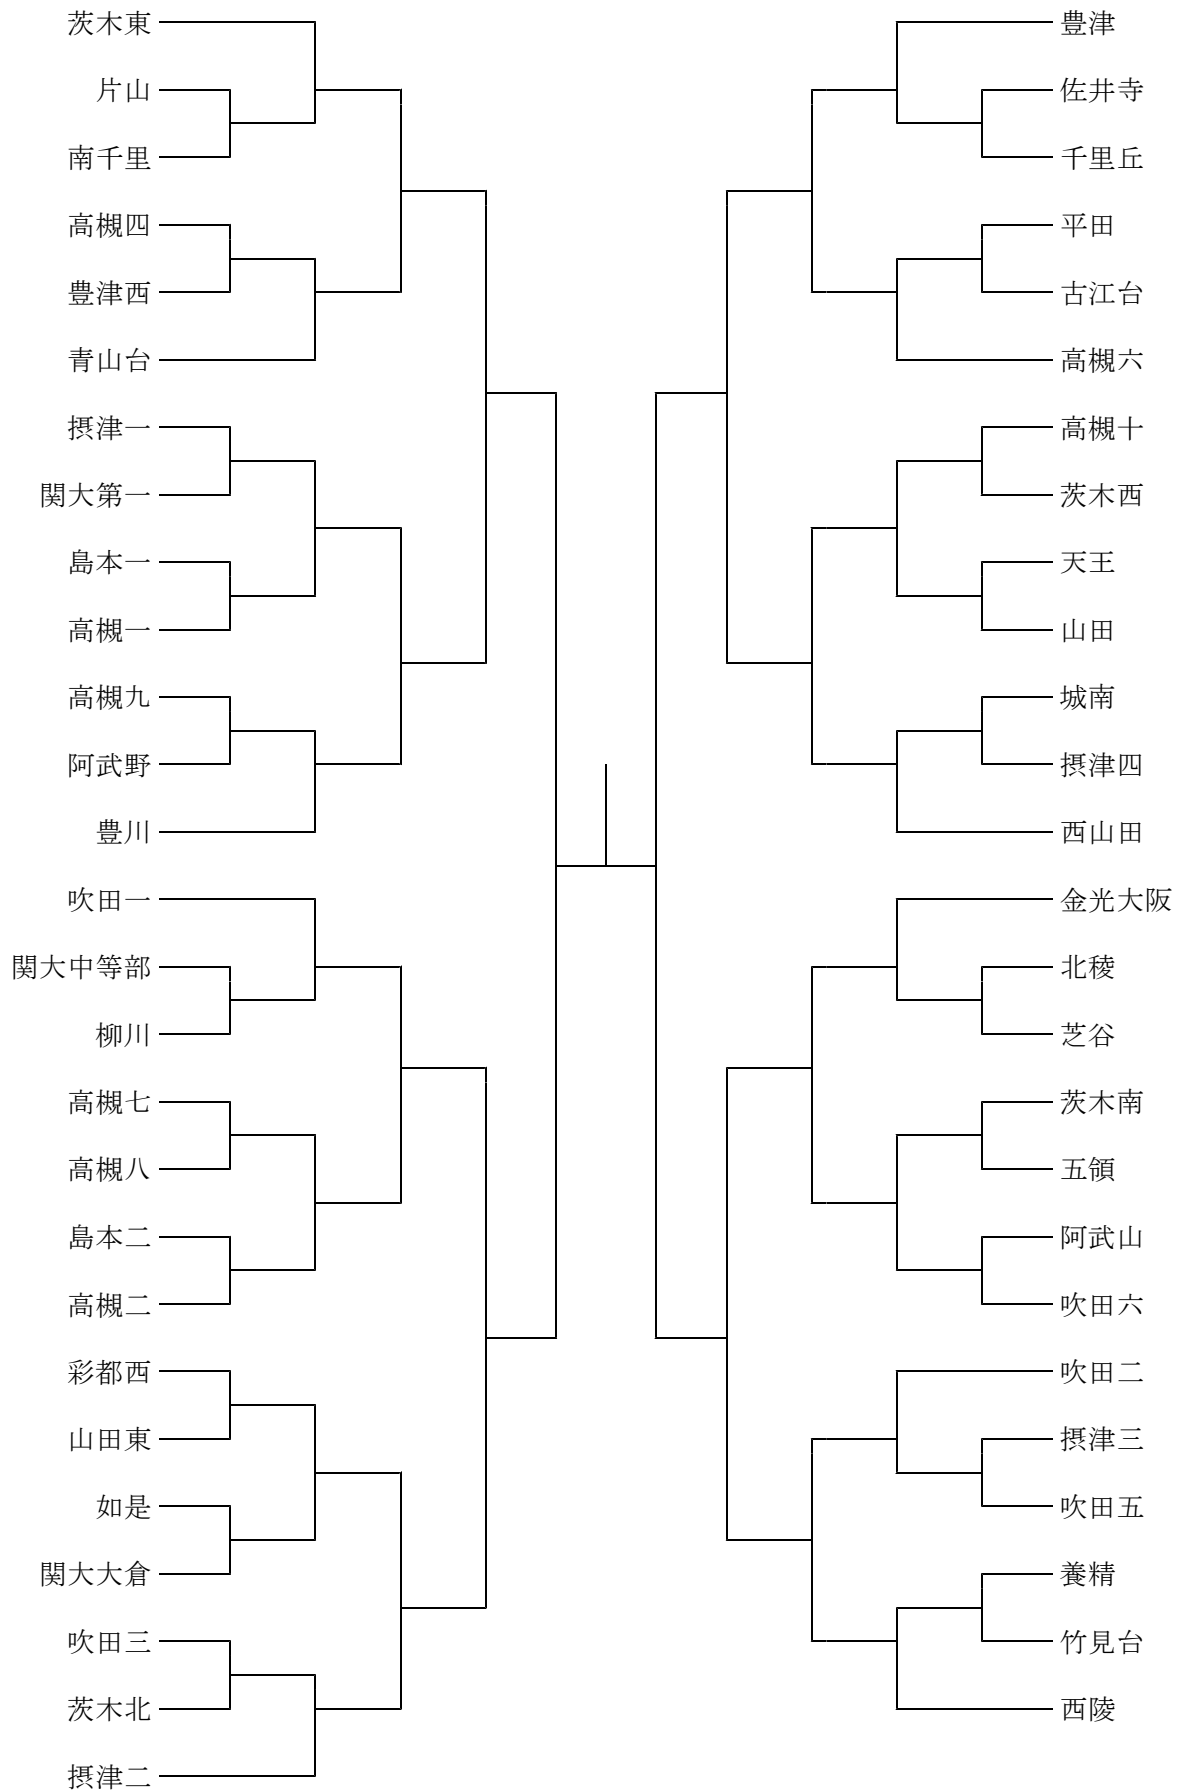 茨木東
片山
南千里
高槻四
豊津西
青山台
摂津一
関大第一
島本一
高槻一
高槻九
阿武野
豊川
吹田一
関大中等部
柳川
高槻七
高槻八
島本二
高槻二
彩都西
山田東
如是
関大大倉
吹田三
茨木北
摂津二
豊津
佐井寺
千里丘
平田
古江台
高槻六
高槻十
茨木西
天王
山田
城南
摂津四
西山田
金光大阪
北稜
芝谷
茨木南
五領
阿武山
吹田六
吹田二
摂津三
吹田五
養精
竹見台
西陵